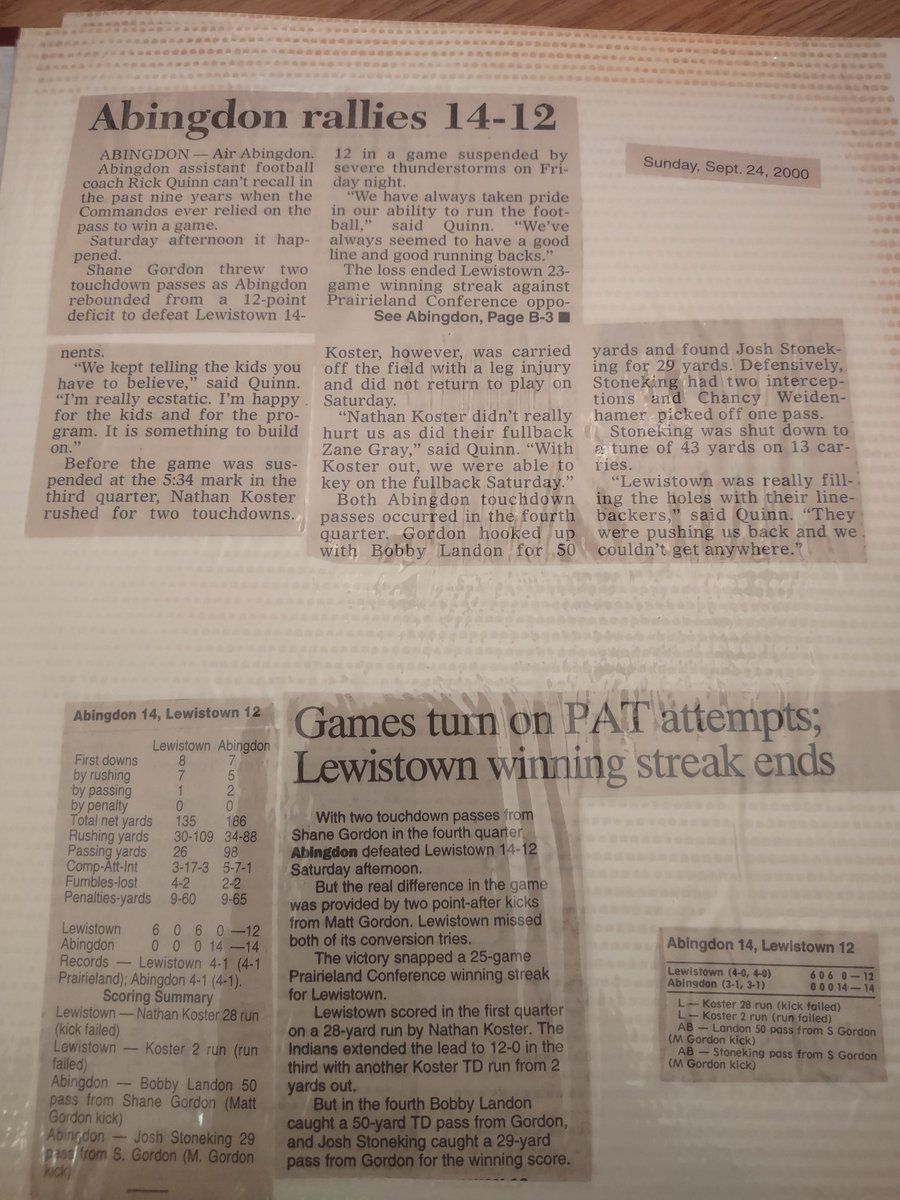 Abingdon rallies 14-12
ABINGDON — Air Abingdon.
Abingdon assistant football
coach Rick Quinn can't recall in
the past nine years when the
Commandos ever relied on the
pass to win a game.
Saturday afternoon it hap-
pened.
Shane Gordon threw two
touchdown passes as Abingdon
rebounded from a 12-point
deficit to defeat Lewistown 14-
12 in a game suspended by
severe thunderstorms on Fri-
day night.
"We have always taken pride
in our ability to run the foot-
ball," said Quinn. "We've
always seemed to have a good
line and good running backs."
The loss ended Lewistown 23-
game winning streak against
Prairieland Conference oppo-
See Abingdon, Page B-3 ■
Sunday, Sept. 24, 2000
nents.
"We kept telling the kids you
have to believe," said Quinn.
"I'm really ecstatic. I'm happy
for the kids and for the pro-
gram. It is something to build
on."
Before the game was sus-
pended at the 5:34 mark in the
third quarter, Nathan Koster
rushed for two touchdowns.
Koster, however, was carried
off the field with a leg injury
and did not return to play on
Saturday.
"Nathan Koster didn't really
hurt us as did their fullback
Zane Gray," said Quinn. "With
Koster out, we were able to
key on the fullback Saturday."
Both Abingdon touchdown
passes occurred in the fourth
quarter. Gordon hooked up
with Bobby Landon for 50
yards and found Josh Stonek-
ing for 29 yards. Defensively,
Stoneking had two intercep-
tions and Chancy Weiden-
hamer picked off one pass.
Stoneking was shut down to
a tune of 43 yards on 13 car-
ries.
"Lewistown was really fill-
ing the holes with their line-
backers," said Quinn. "They
were pushing us back and we
couldn't get anywhere."
Abingdon 14, Lewistown 12
Lewistown Abingdon
First downs 8 7
by rushing 7 5
by passing 1 2
by penalty 0 0
Total net yards 135 186
Rushing yards 30-109 34-88
Passing yards 26 98
Comp-Att-Int 3-17-3 5-7-1
Fumbles-lost 4-2 2-2
Penalties-yards 9-60 9-65
Lewistown 6 0 6 0 —12
Abingdon 0 0 0 14 —14
Records — Lewistown 4-1 (4-1
Prairieland); Abingdon 4-1 (4-1).
Scoring Summary
Lewistown — Nathan Koster 28 run
(kick failed)
Lewistown — Koster 2 run (run
failed)
Abingdon — Bobby Landon 50
pass from Shane Gordon (Matt
Gordon kick)
Abingdon — Josh Stoneking 29
pass from S. Gordon (M. Gordon
kick)
Games turn on PAT attempts;
Lewistown winning streak ends
With two touchdown passes from
Shane Gordon in the fourth quarter
Abingdon defeated Lewistown 14-12
Saturday afternoon.
But the real difference in the game
was provided by two point-after kicks
from Matt Gordon. Lewistown missed
both of its conversion tries.
The victory snapped a 25-game
Prairieland Conference winning streak
for Lewistown.
Lewistown scored in the first quarter
on a 28-yard run by Nathan Koster. The
Indians extended the lead to 12-0 in the
third with another Koster TD run from 2
yards out.
But in the fourth Bobby Landon
caught a 50-yard TD pass from Gordon,
and Josh Stoneking caught a 29-yard
pass from Gordon for the winning score.
Abingdon 14, Lewistown 12
Lewistown (4-0, 4-0) 6 0 6 0 — 12
Abingdon (3-1, 3-1) 0 0 0 14 — 14
L — Koster 28 run (kick failed)
L — Koster 2 run (run failed)
AB — Landon 50 pass from S Gordon
(M Gordon kick)
AB — Stoneking pass from S Gordon
(M Gordon kick)